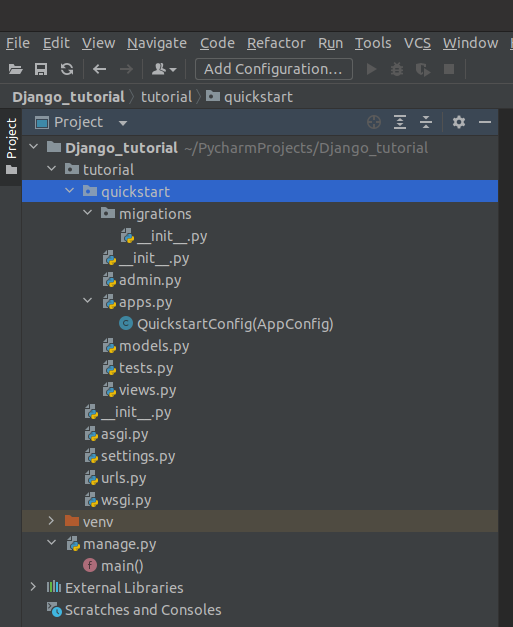 File Edit View Navigate Code Refactor Run Tools VCS Window
Add Configuration...
Django_tutorial tutorial quickstart
Project
Project
Django_tutorial ~/PycharmProjects/Django_tutorial
tutorial
quickstart
migrations
__init__.py
__init__.py
admin.py
apps.py
C QuickstartConfig(AppConfig)
models.py
tests.py
views.py
__init__.py
asgi.py
settings.py
urls.py
wsgi.py
venv
manage.py
f main()
External Libraries
Scratches and Consoles